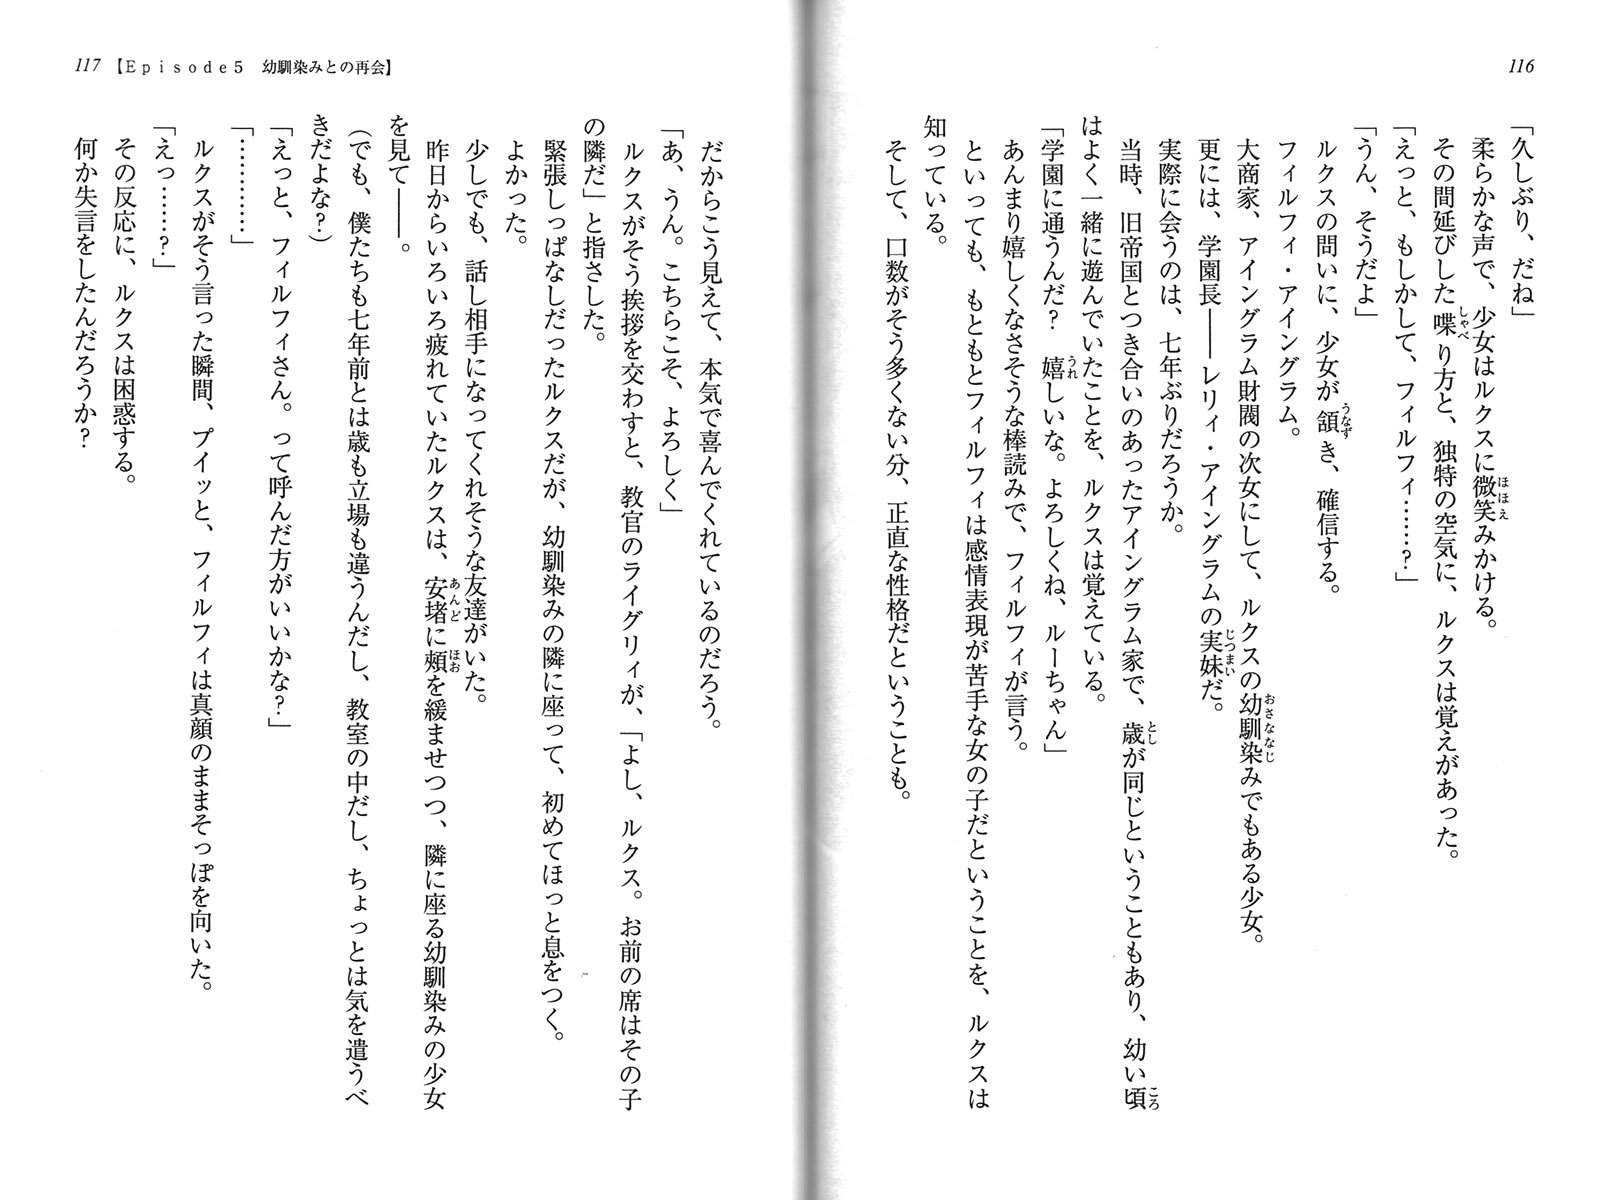 116
「久しぶり、だね」
柔らかな声で、少女はルクスに微笑みかける。
その間延びした喋り方と、独特の空気に、ルクスは覚えがあった。
「えっと、もしかして、フィルフィ……？」
「うん、そうだよ」
ルクスの問いに、少女が頷き、確信する。
フィルフィ・アイングラム。
大商家、アイングラム財閥の次女にして、ルクスの幼馴染みでもある少女。
更には、学園長――レリィ・アイングラムの実妹だ。
実際に会うのは、七年ぶりだろうか。
当時、旧帝国とつき合いのあったアイングラム家で、歳が同じということもあり、幼い頃
はよく一緒に遊んでいたことを、ルクスは覚えている。
「学園に通うんだ？　嬉しいな。よろしくね、ルーちゃん」
あんまり嬉しくなさそうな棒読みで、フィルフィが言う。
といっても、もともとフィルフィは感情表現が苦手な女の子だということを、ルクスは
知っている。
そして、口数がそう多くない分、正直な性格だということも。
117【Episode5　幼馴染みとの再会】
だからこう見えて、本気で喜んでくれているのだろう。
「あ、うん。こちらこそ、よろしく」
ルクスがそう挨拶を交わすと、教官のライグリィが、「よし、ルクス。お前の席はその子
の隣だ」と指さした。
緊張しっぱなしだったルクスだが、幼馴染みの隣に座って、初めてほっと息をつく。
よかった。
少しでも、話し相手になってくれそうな友達がいた。
昨日からいろいろ疲れていたルクスは、安堵に頬を緩ませつつ、隣に座る幼馴染みの少女
を見て――。
（でも、僕たちも七年前とは歳も立場も違うんだし、教室の中だし、ちょっとは気を遣うべ
きだよな？）
「えっと、フィルフィさん。って呼んだ方がいいかな？」
「…………」
ルクスがそう言った瞬間、プイッと、フィルフィは真顔のままそっぽを向いた。
「えっ……？」
その反応に、ルクスは困惑する。
何か失言をしたんだろうか？